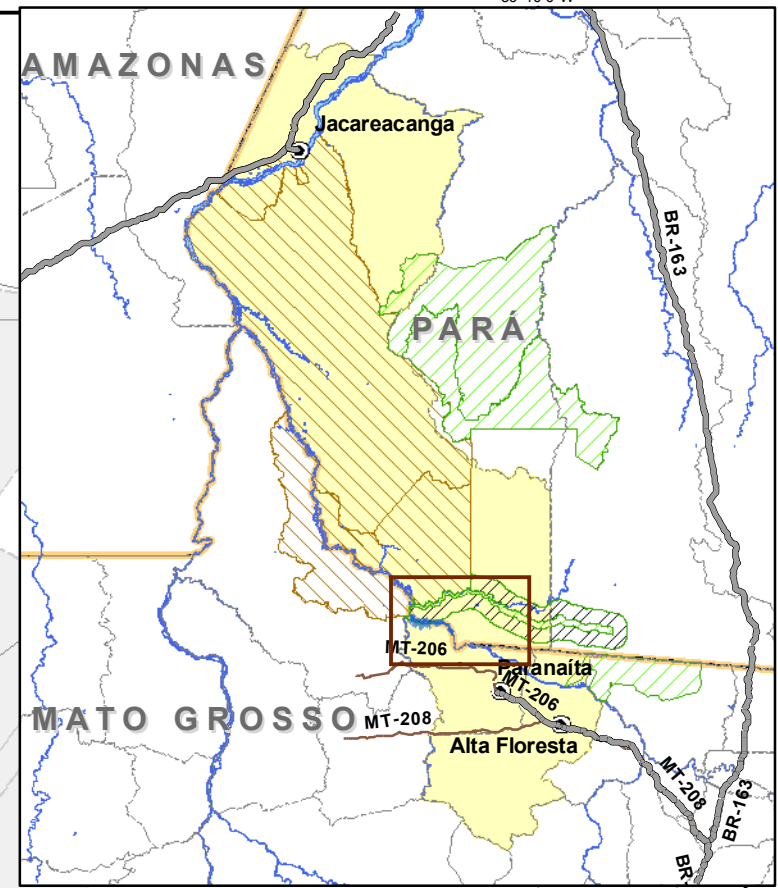 AMAZONAS
Jacareacanga
BR-163
PARÁ
MT-206
Paranaíta
MT-206
MATO GROSSO
MT-208
Alta Floresta
MT-208
BR-163
BR